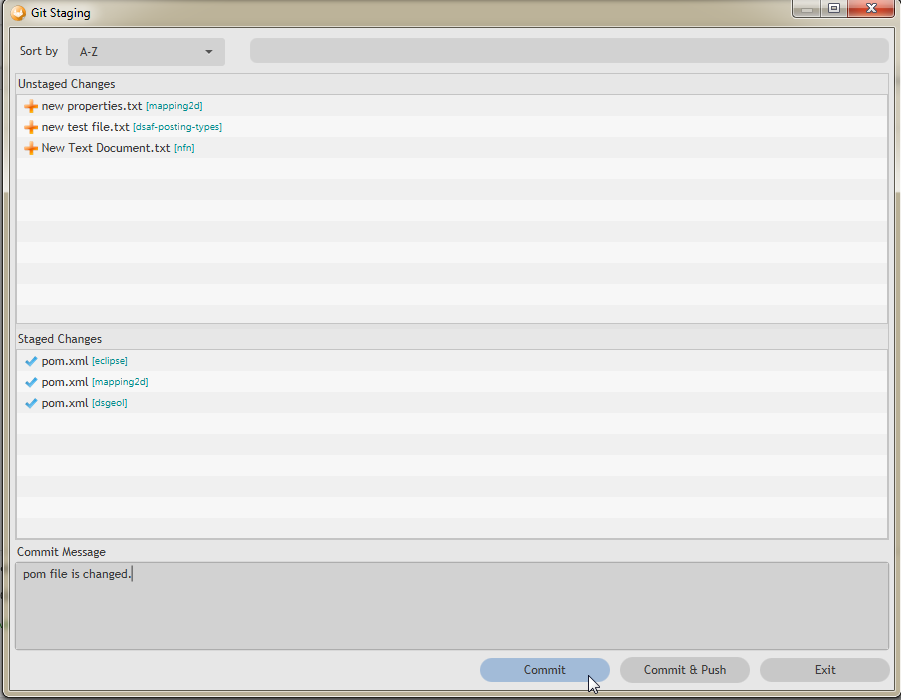 Git Staging
Sort by A-Z
Unstaged Changes
new properties.txt [mapping2d]
new test file.txt [dsaf-posting-types]
New Text Document.txt [nfn]
Staged Changes
pom.xml [eclipse]
pom.xml [mapping2d]
pom.xml [dsgeol]
Commit Message
pom file is changed.
Commit Commit & Push Exit